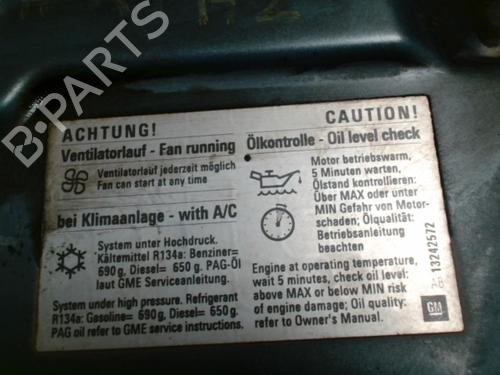 B-PARTS
ACHTUNG!
CAUTION!
Ventilatorlauf - Fan running
Ventilatorlauf jederzeit möglich
Fan can start at any time
bei Klimaanlage - with A/C
System unter Hochdruck.
Kältemittel R134a: Benziner=
690g, Diesel= 650 g. PAG-Öl
laut GME Serviceanleitung.
System under high pressure. Refrigerant
R134a: Gasoline= 690g, Diesel= 650g.
PAG oil refer to GME service instructions.
Ölkontrolle - Oil level check
Motor betriebswarm,
5 Minuten warten,
Ölstand kontrollieren:
Über MAX oder unter
MIN Gefahr von Motor-
schaden; Ölqualität:
Betriebsanleitung
beachten
Engine at operating temperature,
wait 5 minutes, check oil level:
above MAX or below MIN risk
of engine damage; Oil quality:
refer to Owner's Manual.
AB 13242572
GM